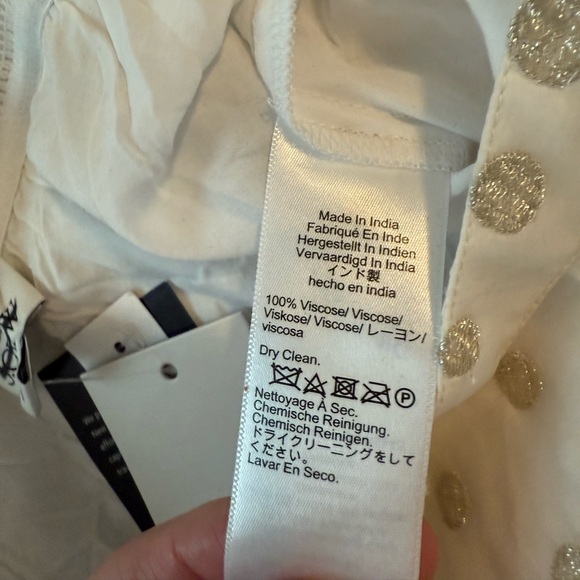 Made In India
Fabriqué En Inde
Hergestellt In Indien
Vervaardigd In India
インド製
hecho en india
100% Viscose/ Viscose/
Viskose/ Viscose/ レーヨン/
viscosa
Dry Clean.
P
Nettoyage À Sec.
Chemische Reinigung.
Chemisch Reinigen.
ドライクリーニングをして
ください。
Lavar En Seco.